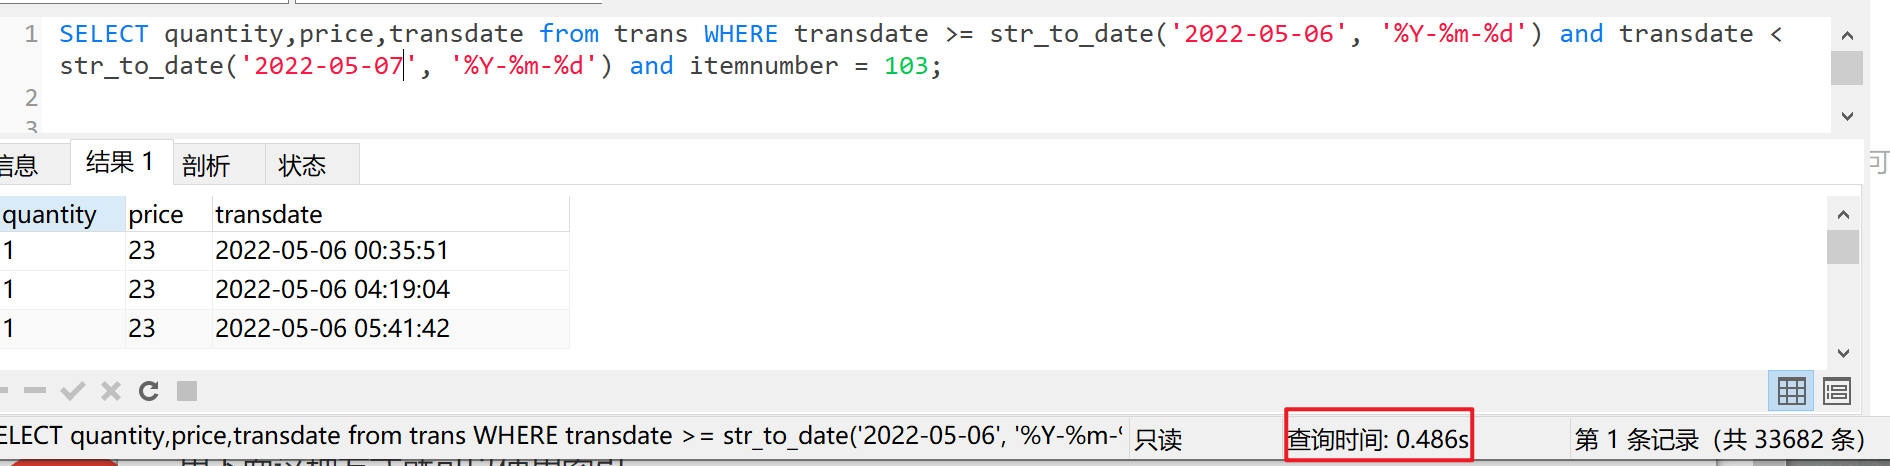 1 SELECT quantity,price,transdate from trans WHERE transdate >= str_to_date('2022-05-06', '%Y-%m-%d') and transdate <
str_to_date('2022-05-07', '%Y-%m-%d') and itemnumber = 103;
2
3
可
信息 结果 1 剖析 状态
quantity price transdate
1 23 2022-05-06 00:35:51
1 23 2022-05-06 04:19:04
1 23 2022-05-06 05:41:42
ELECT quantity,price,transdate from trans WHERE transdate >= str_to_date('2022-05-06', '%Y-%m-% 只读 查询时间: 0.486s 第 1 条记录（共 33682 条）